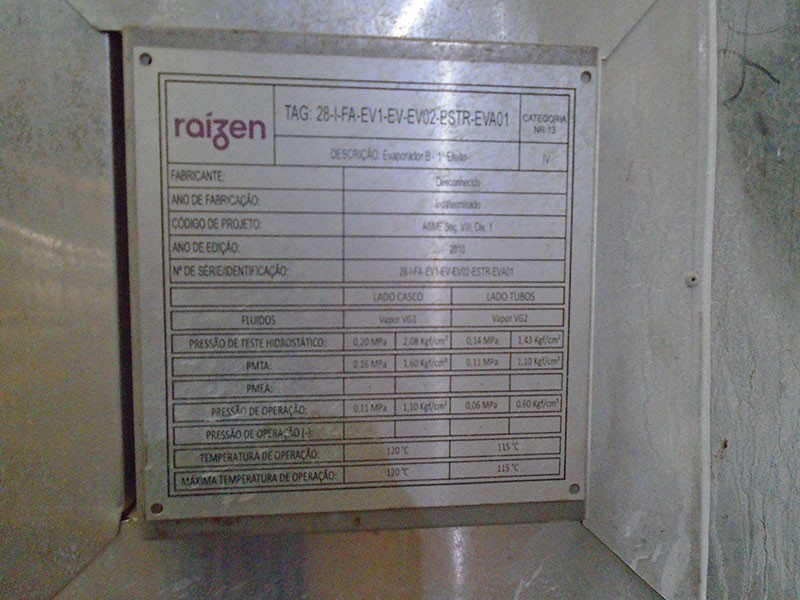 raízen
TAG: 28-I-FA-EV1-EV-EV02-ESTR-EVA01
CATEGORIA
NR-13
DESCRIÇÃO: Evaporador B - 1° Efeito
IV
FABRICANTE: Desconhecido
ANO DE FABRICAÇÃO: Indeterminado
CÓDIGO DE PROJETO: ASME Seç. VIII, Div. 1
ANO DE EDIÇÃO: 2010
Nº DE SÉRIE/IDENTIFICAÇÃO: 28-I-FA-EV1-EV-EV02-ESTR-EVA01
LADO CASCO LADO TUBOS
FLUIDOS Vapor VG1 Vapor VG2
PRESSÃO DE TESTE HIDROSTÁTICO: 0,20 MPa 2,08 Kgf/cm² 0,14 MPa 1,43 Kgf/cm²
PMTA: 0,16 MPa 1,60 Kgf/cm² 0,11 MPa 1,10 Kgf/cm²
PMEA: - - - -
PRESSÃO DE OPERAÇÃO: 0,11 MPa 1,10 Kgf/cm² 0,06 MPa 0,60 Kgf/cm²
PRESSÃO DE OPERAÇÃO (-):
TEMPERATURA DE OPERAÇÃO: 120 °C 115 °C
MÁXIMA TEMPERATURA DE OPERAÇÃO: 120 °C 115 °C